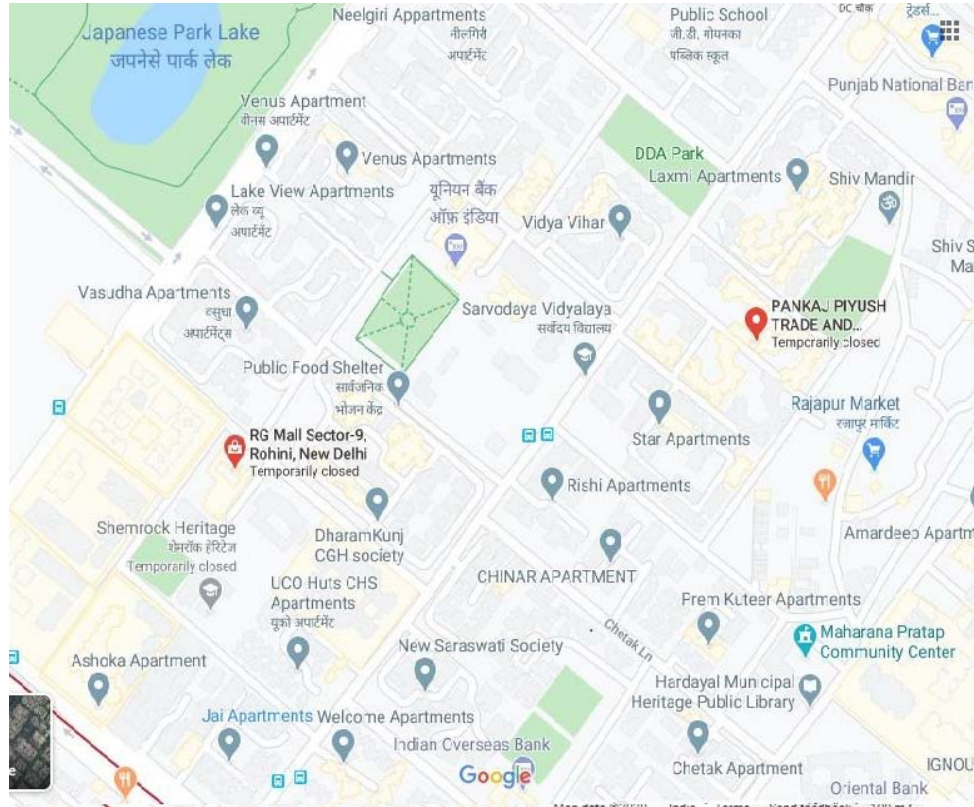 Neelgiri Appartments
नीलगिरी
अपार्टमेंट
Public School
जी.डी. गोयनका
पब्लिक स्कूल
DC चौक
ट्रेडर्स...
Japanese Park Lake
जपनेसे पार्क लेक
Punjab National Ban
Venus Apartment
वीनस अपार्टमेंट
Venus Apartments
DDA Park
Laxmi Apartments
Shiv Mandir
Lake View Apartments
लेक व्यू
अपार्टमेंट
यूनियन बैंक
ऑफ़ इंडिया
Vidya Vihar
Shiv S
Ma
Vasudha Apartments
वसुधा
अपार्टमेंट्स
Sarvodaya Vidyalaya
सर्वोदय विद्यालय
PANKAJ PIYUSH
TRADE AND...
Temporarily closed
Public Food Shelter
सार्वजनिक
भोजन केंद्र
Rajapur Market
रजापुर मार्किट
RG Mall Sector-9,
Rohini, New Delhi
Temporarily closed
Star Apartments
Rishi Apartments
Shemrock Heritage
शेमरॉक हेरिटेज
Temporarily closed
DharamKunj
CGH society
Amardeep Apartm
CHINAR APARTMENT
UCO Huts CHS
Apartments
यूको अपार्टमेंट
Prem Kuteer Apartments
Chetak Ln
Maharana Pratap
Community Center
New Saraswati Society
Ashoka Apartment
Hardayal Municipal
Heritage Public Library
Jai Apartments
Welcome Apartments
Indian Overseas Bank
Google
Chetak Apartment
IGNOU
Oriental Bank